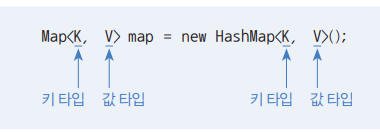 Map<K, V> map = new HashMap<K, V>();
키 타입 값 타입 키 타입 값 타입